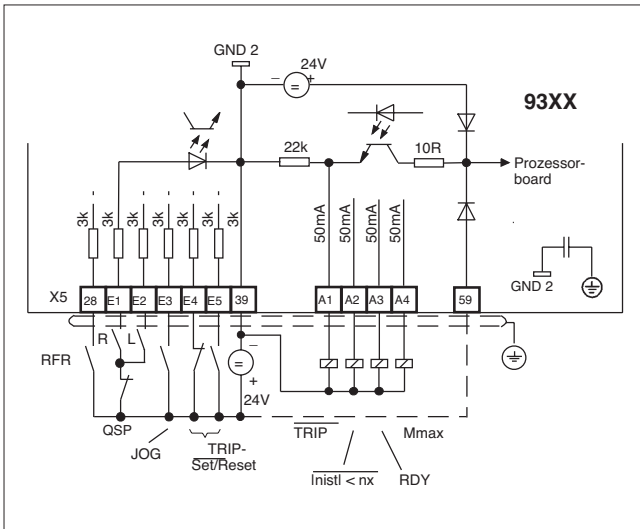 GND 2
24V
93XX
22k
10R
Prozessor-
board
3k
3k
3k
3k
3k
3k
50mA
50mA
50mA
50mA
GND 2
X5
28
E1
E2
E3
E4
E5
39
A1
A2
A3
A4
59
R
L
RFR
24V
QSP
JOG
TRIP-
Set/Reset
TRIP
Mmax
|nist| < nx
RDY